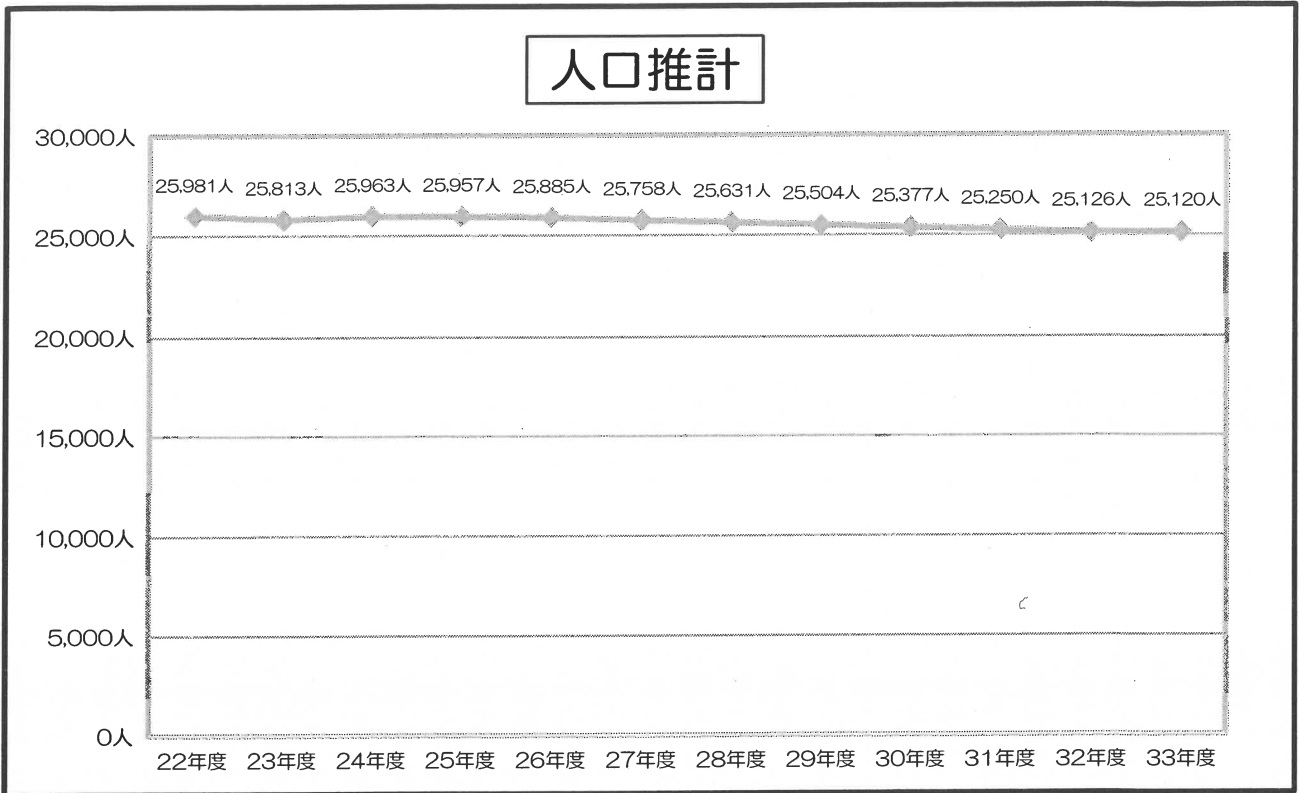 人口推計
30,000人
25,981人 25,813人 25,963人 25,957人 25,885人 25,758人 25,631人 25,504人 25,377人 25,250人 25,126人 25,120人
25,000人
20,000人
15,000人
10,000人
5,000人
0人
22年度 23年度 24年度 25年度 26年度 27年度 28年度 29年度 30年度 31年度 32年度 33年度